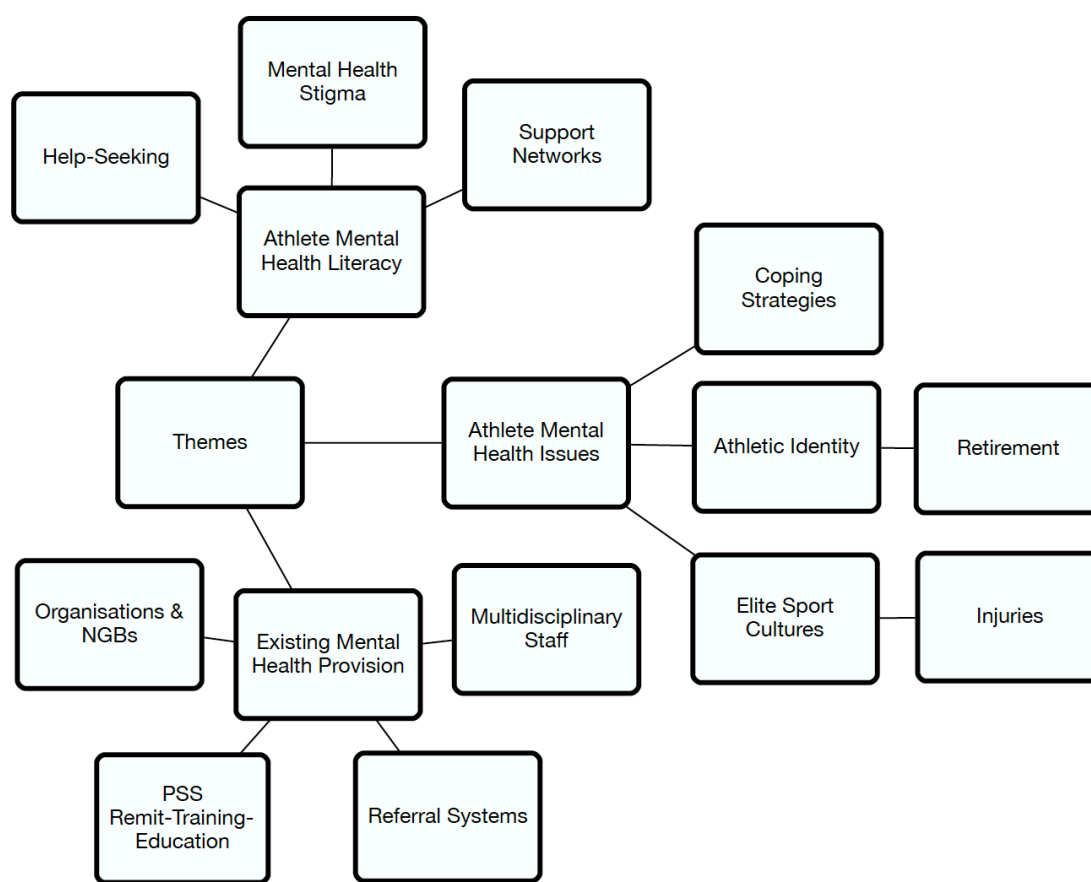 Mental Health
Stigma
Help-Seeking
Support
Networks
Athlete Mental
Health Literacy
Coping
Strategies
Themes
Athlete Mental
Health Issues
Athletic Identity
Retirement
Organisations &
NGBs
Existing Mental
Health Provision
Multidisciplinary
Staff
Elite Sport
Cultures
Injuries
PSS
Remit-Training-
Education
Referral Systems